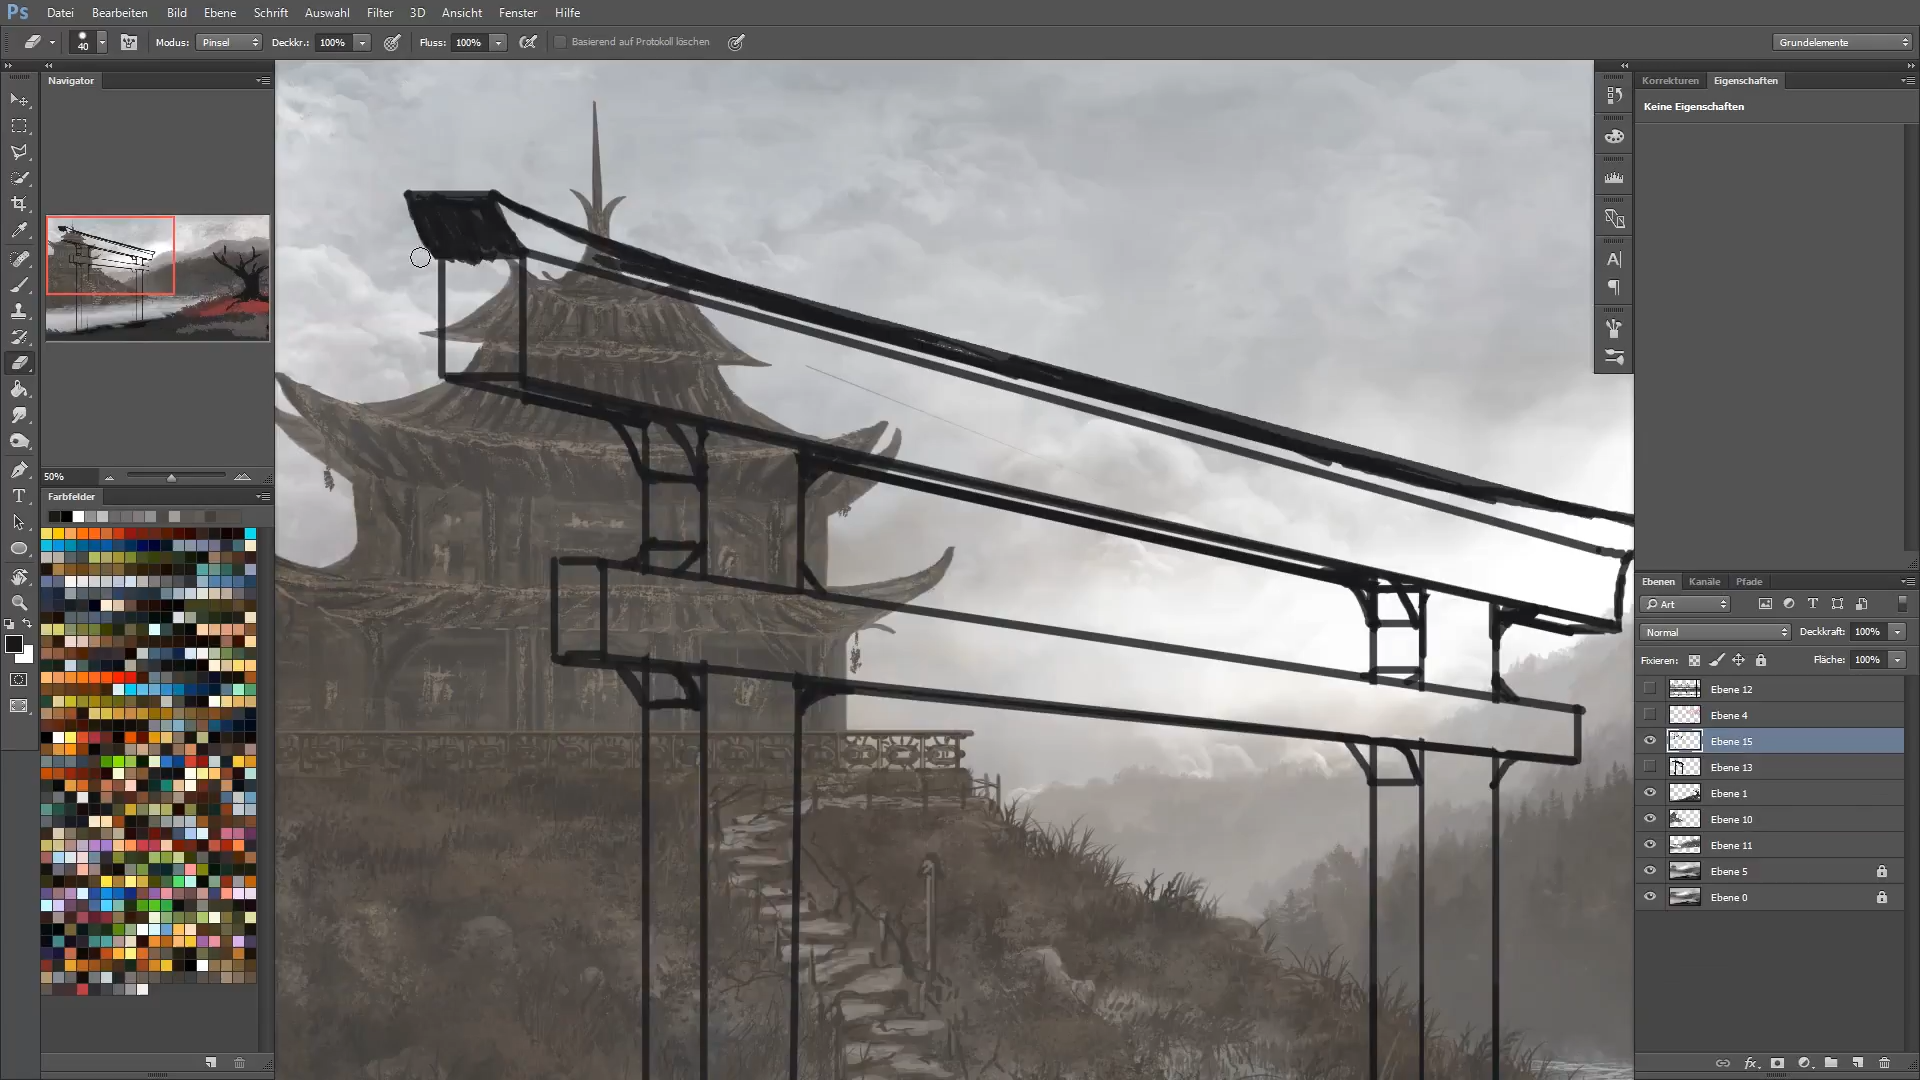 Ps Datei Bearbeiten Bild Ebene Schrift Auswahl Filter 3D Ansicht Fenster Hilfe
40 Modus: Pinsel Deckkr.: 100% Fluss: 100% Basierend auf Protokoll löschen Grundelemente
Navigator
50%
Farbfelder
Korrekturen Eigenschaften
Keine Eigenschaften
Ebenen Kanäle Pfade
Art
Normal Deckkraft: 100%
Fixieren: Fläche: 100%
Ebene 12
Ebene 4
Ebene 15
Ebene 13
Ebene 1
Ebene 10
Ebene 11
Ebene 5
Ebene 0